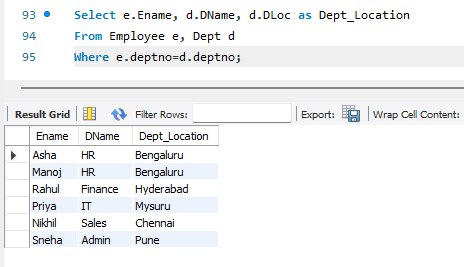 93 Select e.Ename, d.DName, d.DLoc as Dept_Location
94 From Employee e, Dept d
95 Where e.deptno=d.deptno;
Result Grid Filter Rows: Export: Wrap Cell Content:
Ename DName Dept_Location
Asha HR Bengaluru
Manoj HR Bengaluru
Rahul Finance Hyderabad
Priya IT Mysuru
Nikhil Sales Chennai
Sneha Admin Pune